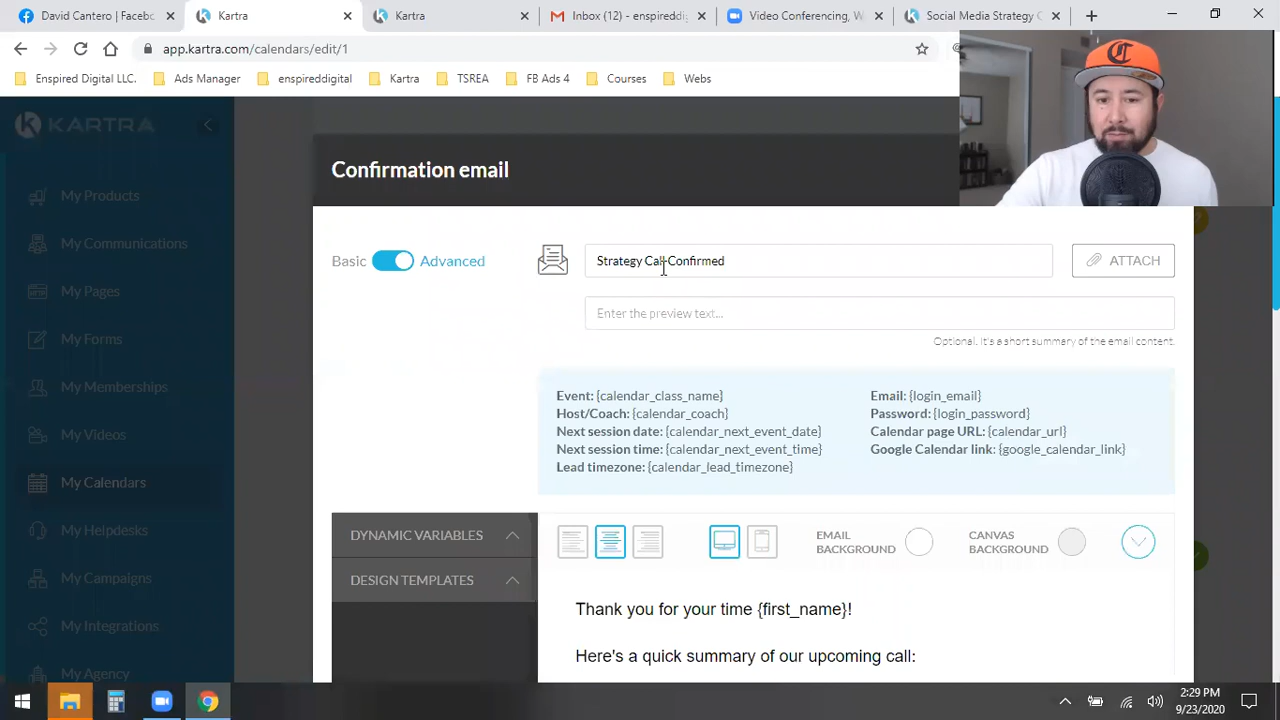 David Cantero | Facebo
Kartra
Kartra
Inbox (12) - enspireddig
Video Conferencing, W
Social Media Strategy C
app.kartra.com/calendars/edit/1
Enspired Digital LLC.
Ads Manager
enspireddigital
Kartra
TSREA
FB Ads 4
Courses
Webs
KARTRA
My Products
My Communications
My Pages
My Forms
My Memberships
My Videos
My Calendars
My Helpdesks
My Campaigns
My Integrations
My Agency
Confirmation email
Basic
Advanced
Strategy Call Confirmed
ATTACH
Enter the preview text...
Optional. It's a short summary of the email content.
Event: {calendar_class_name}
Host/Coach: {calendar_coach}
Next session date: {calendar_next_event_date}
Next session time: {calendar_next_event_time}
Lead timezone: {calendar_lead_timezone}
Email: {login_email}
Password: {login_password}
Calendar page URL: {calendar_url}
Google Calendar link: {google_calendar_link}
DYNAMIC VARIABLES
DESIGN TEMPLATES
EMAIL
BACKGROUND
CANVAS
BACKGROUND
Thank you for your time {first_name}!
Here's a quick summary of our upcoming call:
2:29 PM
9/23/2020